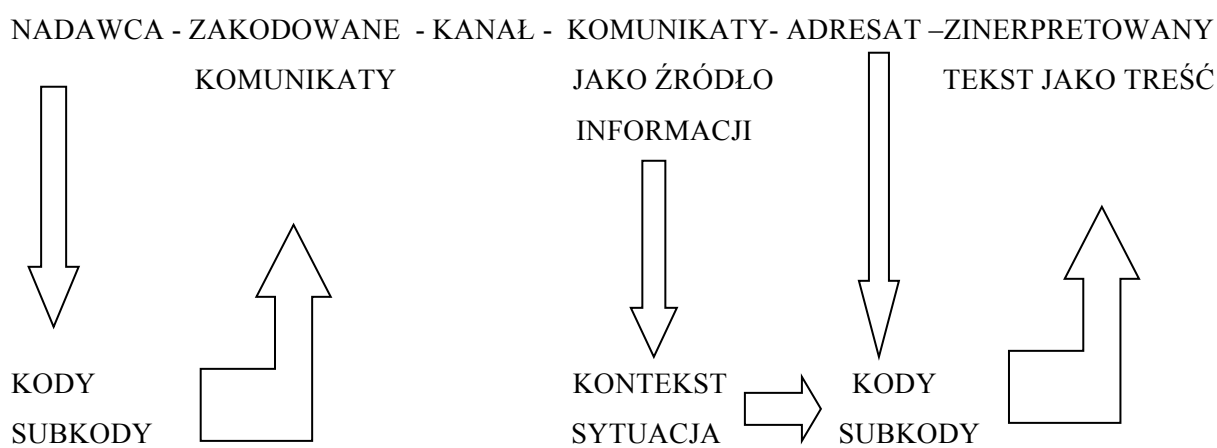 NADAWCA - ZAKODOWANE - KANAŁ - KOMUNIKATY- ADRESAT –ZINERPRETOWANY
KOMUNIKATY JAKO ŹRÓDŁO TEKST JAKO TREŚĆ
INFORMACJI
KODY KONTEKST KODY
SUBKODY SYTUACJA SUBKODY